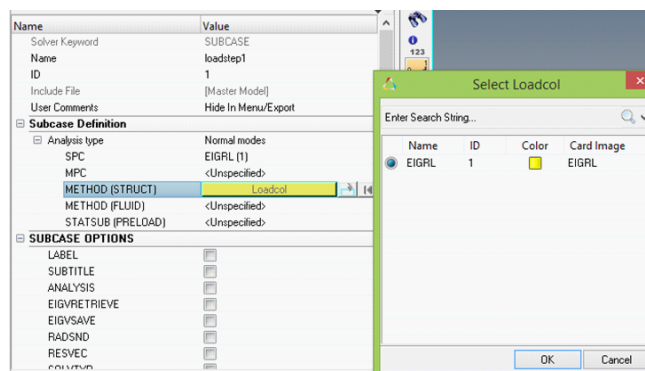 Name Value
Solver Keyword SUBCASE
Name loadstep1
ID 1
Include File [Master Model]
User Comments Hide In Menu/Export
Subcase Definition
Analysis type Normal modes
SPC EIGRL (1)
MPC <Unspecified>
METHOD (STRUCT) Loadcol
METHOD (FLUID) <Unspecified>
STATSUB (PRELOAD) <Unspecified>
SUBCASE OPTIONS
LABEL
SUBTITLE
ANALYSIS
EIGVRETRIEVE
EIGVSAVE
RADSND
RESVEC
123
Select Loadcol
Enter Search String...
Name ID Color Card Image
EIGRL 1 EIGRL
OK Cancel